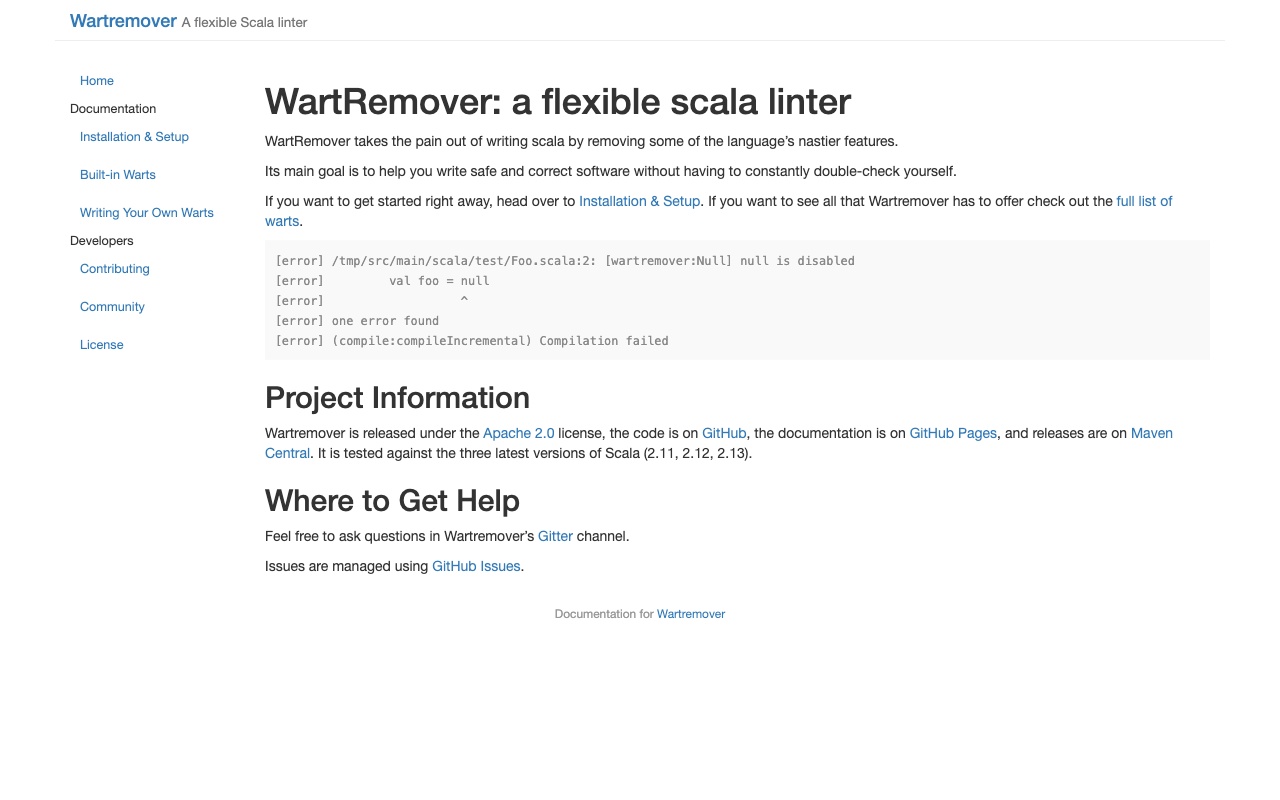 Wartremover A flexible Scala linter
Home
Documentation
Installation & Setup
Built-in Warts
Writing Your Own Warts
Developers
Contributing
Community
License
WartRemover: a flexible scala linter
WartRemover takes the pain out of writing scala by removing some of the language’s nastier features.
Its main goal is to help you write safe and correct software without having to constantly double-check yourself.
If you want to get started right away, head over to Installation & Setup. If you want to see all that Wartremover has to offer check out the full list of
warts.
[error] /tmp/src/main/scala/test/Foo.scala:2: [wartremover:Null] null is disabled
[error]         val foo = null
[error]                   ^
[error] one error found
[error] (compile:compileIncremental) Compilation failed
Project Information
Wartremover is released under the Apache 2.0 license, the code is on GitHub, the documentation is on GitHub Pages, and releases are on Maven
Central. It is tested against the three latest versions of Scala (2.11, 2.12, 2.13).
Where to Get Help
Feel free to ask questions in Wartremover’s Gitter channel.
Issues are managed using GitHub Issues.
Documentation for Wartremover